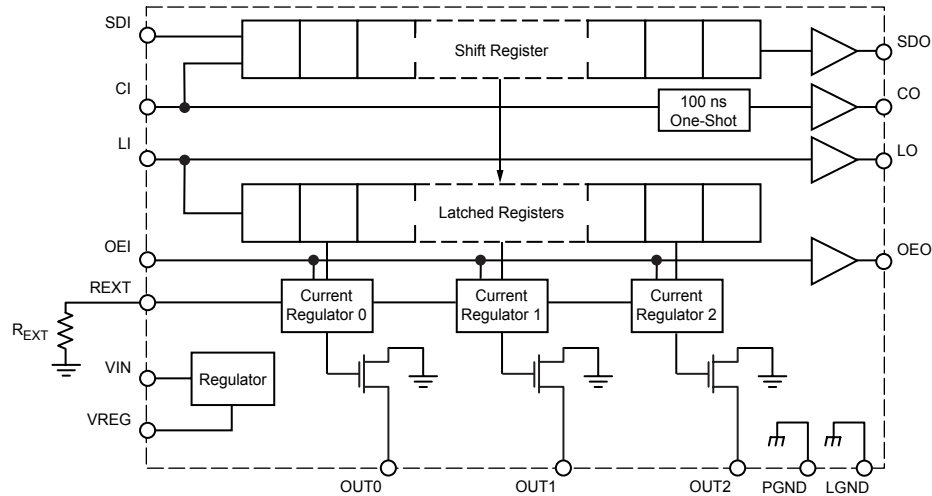 SDI
Shift Register
SDO
CI
100 ns
One-Shot
CO
LI
LO
Latched Registers
OEI
OEO
REXT
Current
Regulator 0
Current
Regulator 1
Current
Regulator 2
REXT
VIN
Regulator
VREG
OUT0
OUT1
OUT2
PGND
LGND